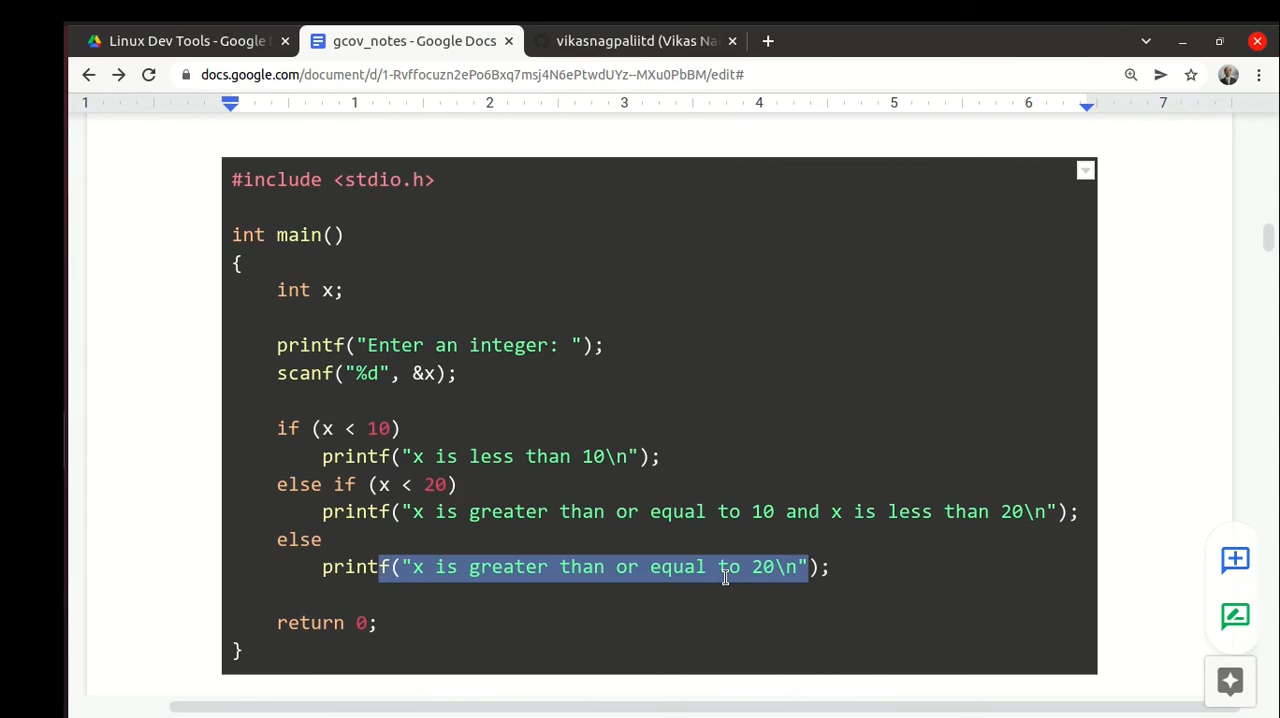 Linux Dev Tools - Google
gcov_notes - Google Docs
vikasnagpaliitd (Vikas Na
docs.google.com/document/d/1-Rvffocuzn2ePo6Bxq7msj4N6ePtwdUYz--MXu0PbBM/edit#
1 1 2 3 4 5 6 7
#include <stdio.h>
int main()
{
int x;
printf("Enter an integer: ");
scanf("%d", &x);
if (x < 10)
printf("x is less than 10\n");
else if (x < 20)
printf("x is greater than or equal to 10 and x is less than 20\n");
else
printf("x is greater than or equal to 20\n");
return 0;
}